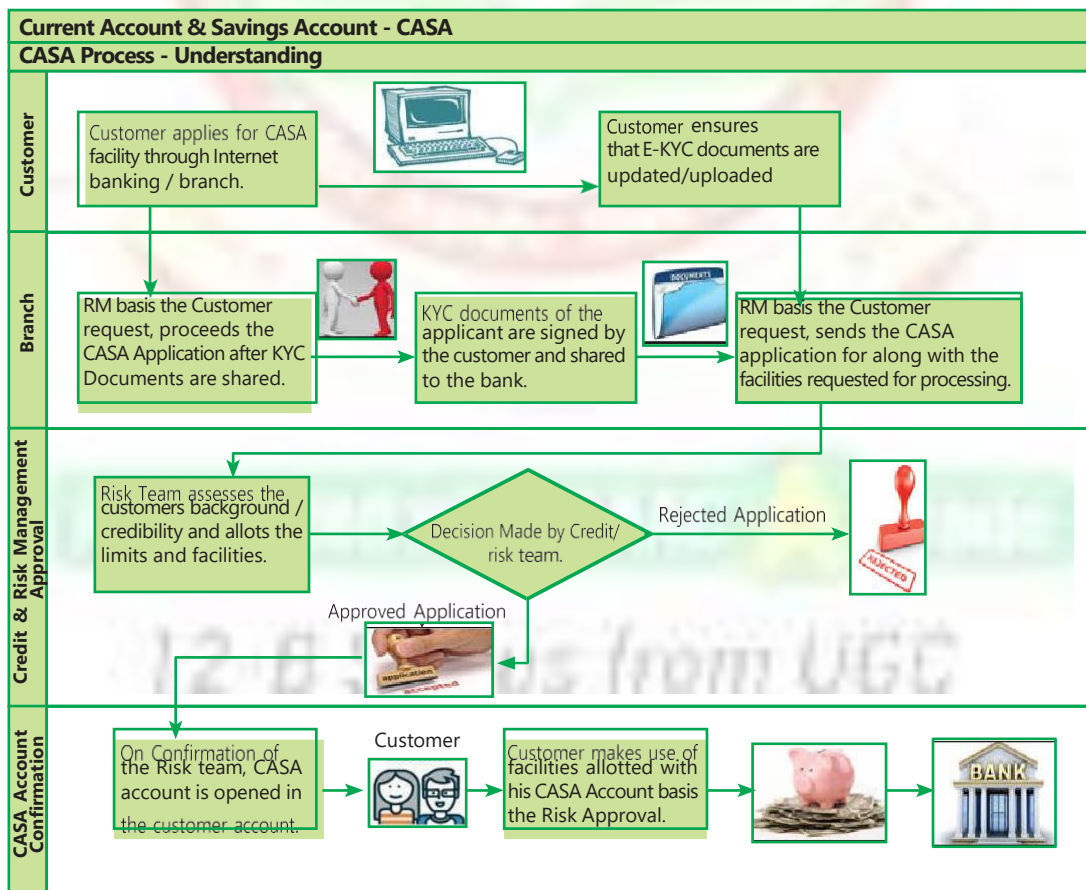 Current Account & Savings Account - CASA
CASA Process - Understanding
Customer
Customer applies for CASA
facility through Internet
banking / branch.
Customer ensures
that E-KYC documents are
updated/uploaded
Branch
RM basis the Customer
request, proceeds the
CASA Application after KYC
Documents are shared.
KYC documents of the
applicant are signed by
the customer and shared
to the bank.
DOCUMENTS
RM basis the Customer
request, sends the CASA
application for along with the
facilities requested for processing.
Credit & Risk Management
Approval
Risk Team assesses the
customers background /
credibility and allots the
limits and facilities.
Decision Made by Credit/
risk team.
Rejected Application
REJECTED
Approved Application
application
accepted
from UGC
CASA Account
Confirmation
On Confirmation of
the Risk team, CASA
account is opened in
the customer account.
Customer
Customer makes use of
facilities allotted with
his CASA Account basis
the Risk Approval.
BANK